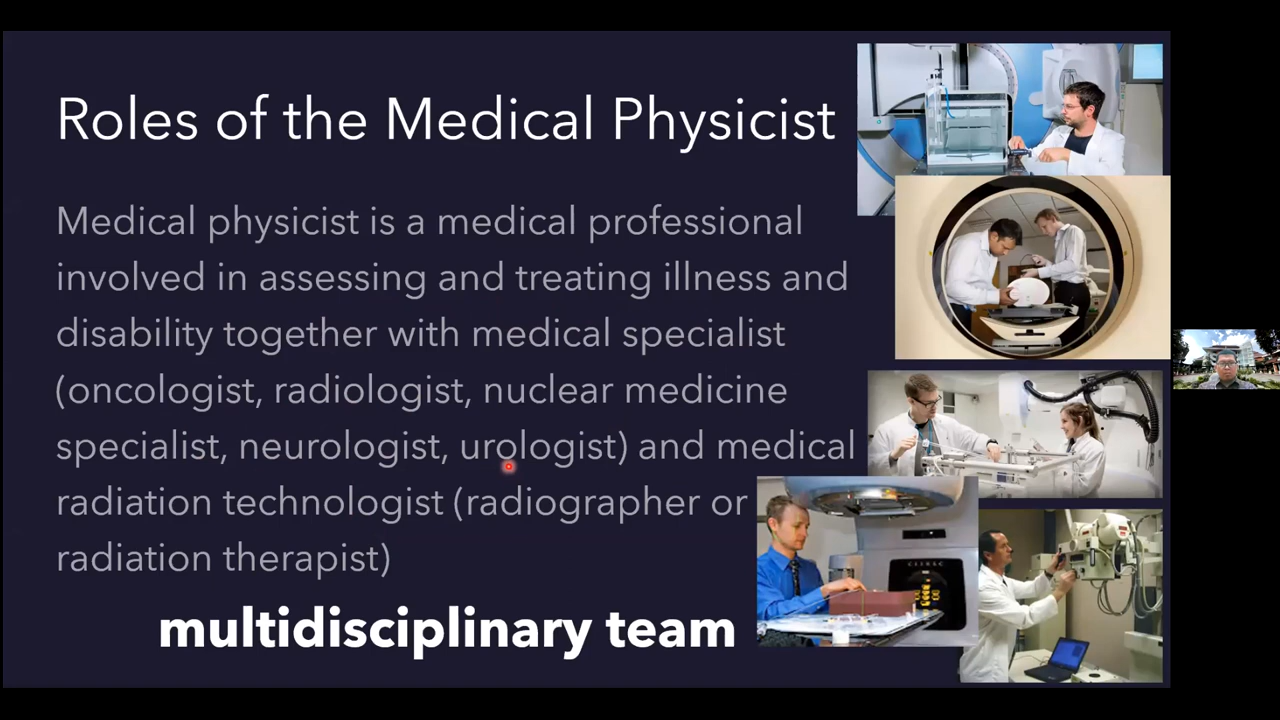 Roles of the Medical Physicist
Medical physicist is a medical professional
involved in assessing and treating illness and
disability together with medical specialist
(oncologist, radiologist, nuclear medicine
specialist, neurologist, urologist) and medical
radiation technologist (radiographer or
radiation therapist)
multidisciplinary team
CLINAC